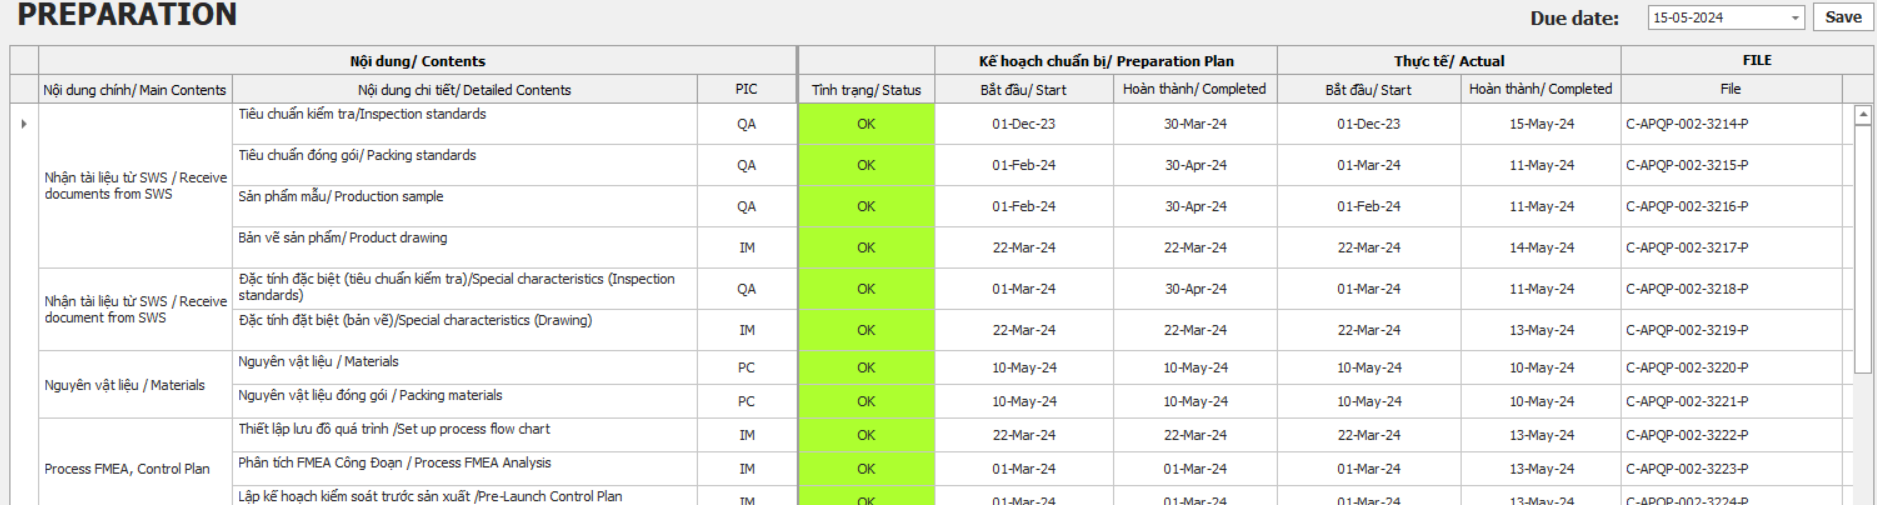 PREPARATION
Due date: 15-05-2024 Save
Nội dung/ Contents Kế hoạch chuẩn bị/ Preparation Plan Thực tế/ Actual FILE
Nội dung chính/ Main Contents Nội dung chi tiết/ Detailed Contents PIC Tình trạng/ Status Bắt đầu/ Start Hoàn thành/ Completed Bắt đầu/ Start Hoàn thành/ Completed File
Nhận tài liệu từ SWS / Receive
documents from SWS
Tiêu chuẩn kiểm tra/Inspection standards QA OK 01-Dec-23 30-Mar-24 01-Dec-23 15-May-24 C-APQP-002-3214-P
Tiêu chuẩn đóng gói/ Packing standards QA OK 01-Feb-24 30-Apr-24 01-Mar-24 11-May-24 C-APQP-002-3215-P
Sản phẩm mẫu/ Production sample QA OK 01-Feb-24 30-Apr-24 01-Feb-24 11-May-24 C-APQP-002-3216-P
Bản vẽ sản phẩm/ Product drawing IM OK 22-Mar-24 22-Mar-24 22-Mar-24 14-May-24 C-APQP-002-3217-P
Nhận tài liệu từ SWS / Receive
document from SWS
Đặc tính đặc biệt (tiêu chuẩn kiểm tra)/Special characteristics (Inspection
standards) QA OK 01-Mar-24 30-Apr-24 01-Mar-24 11-May-24 C-APQP-002-3218-P
Đặc tính đặt biệt (bản vẽ)/Special characteristics (Drawing) IM OK 22-Mar-24 22-Mar-24 22-Mar-24 13-May-24 C-APQP-002-3219-P
Nguyên vật liệu / Materials
Nguyên vật liệu / Materials PC OK 10-May-24 10-May-24 10-May-24 10-May-24 C-APQP-002-3220-P
Nguyên vật liệu đóng gói / Packing materials PC OK 10-May-24 10-May-24 10-May-24 10-May-24 C-APQP-002-3221-P
Process FMEA, Control Plan
Thiết lập lưu đồ quá trình /Set up process flow chart IM OK 22-Mar-24 22-Mar-24 22-Mar-24 13-May-24 C-APQP-002-3222-P
Phân tích FMEA Công Đoạn / Process FMEA Analysis IM OK 01-Mar-24 01-Mar-24 01-Mar-24 13-May-24 C-APQP-002-3223-P
Lập kế hoạch kiểm soát trước sản xuất /Pre-Launch Control Plan IM OK 01-Mar-24 01-Mar-24 01-Mar-24 13-May-24 C-APQP-002-3224-P